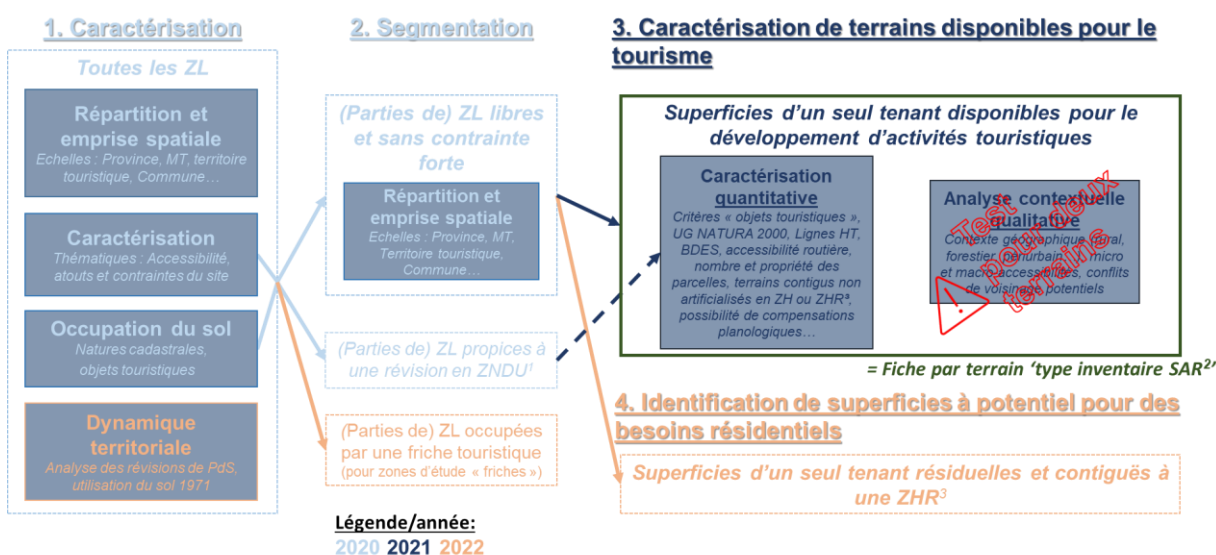 1. Caractérisation
Toutes les ZL
Répartition et
emprise spatiale
Echelles : Province, MT, territoire
touristique, Commune…
Caractérisation
Thématiques : Accessibilité,
atouts et contraintes du site
Occupation du sol
Natures cadastrales,
objets touristiques
Dynamique
territoriale
Analyse des révisions de PdS,
utilisation du sol 1971
2. Segmentation
(Parties de) ZL libres
et sans contrainte
forte
Répartition et
emprise spatiale
Echelles : Province, MT,
Territoire touristique,
Commune…
(Parties de) ZL propices à
une révision en ZNDU¹
(Parties de) ZL occupées
par une friche touristique
(pour zones d'étude « friches »)
Légende/année:
2020 2021 2022
3. Caractérisation de terrains disponibles pour le
tourisme
Superficies d'un seul tenant disponibles pour le
développement d'activités touristiques
Caractérisation
quantitative
Critères « objets touristiques »,
UG NATURA 2000, Lignes HT,
BDES, accessibilité routière,
nombre et propriété des
parcelles, terrains contigus non
artificialisés en ZH ou ZHR³,
possibilité de compensations
planologiques…
Analyse contextuelle
qualitative
Contexte géographique (rural,
forestier, périurbain…), micro
et macro-accessibilités, conflits
de voisinage potentiels
Test
pour deux
terrains
= Fiche par terrain 'type inventaire SAR²'
4. Identification de superficies à potentiel pour des
besoins résidentiels
Superficies d'un seul tenant résiduelles et contiguës à
une ZHR³